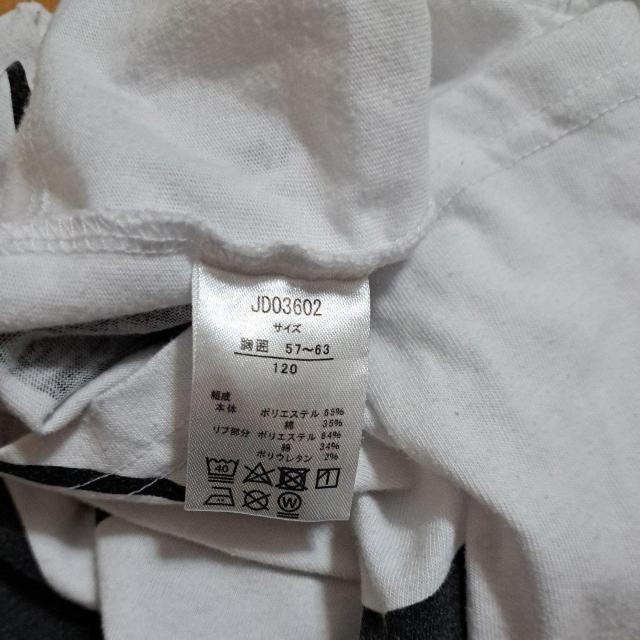 JD03602
サイズ
胸囲 57~63
120
組成
本体 ポリエステル 65%
綿 35%
リブ部分 ポリエステル 64%
綿 34%
ポリウレタン 2%
40
W